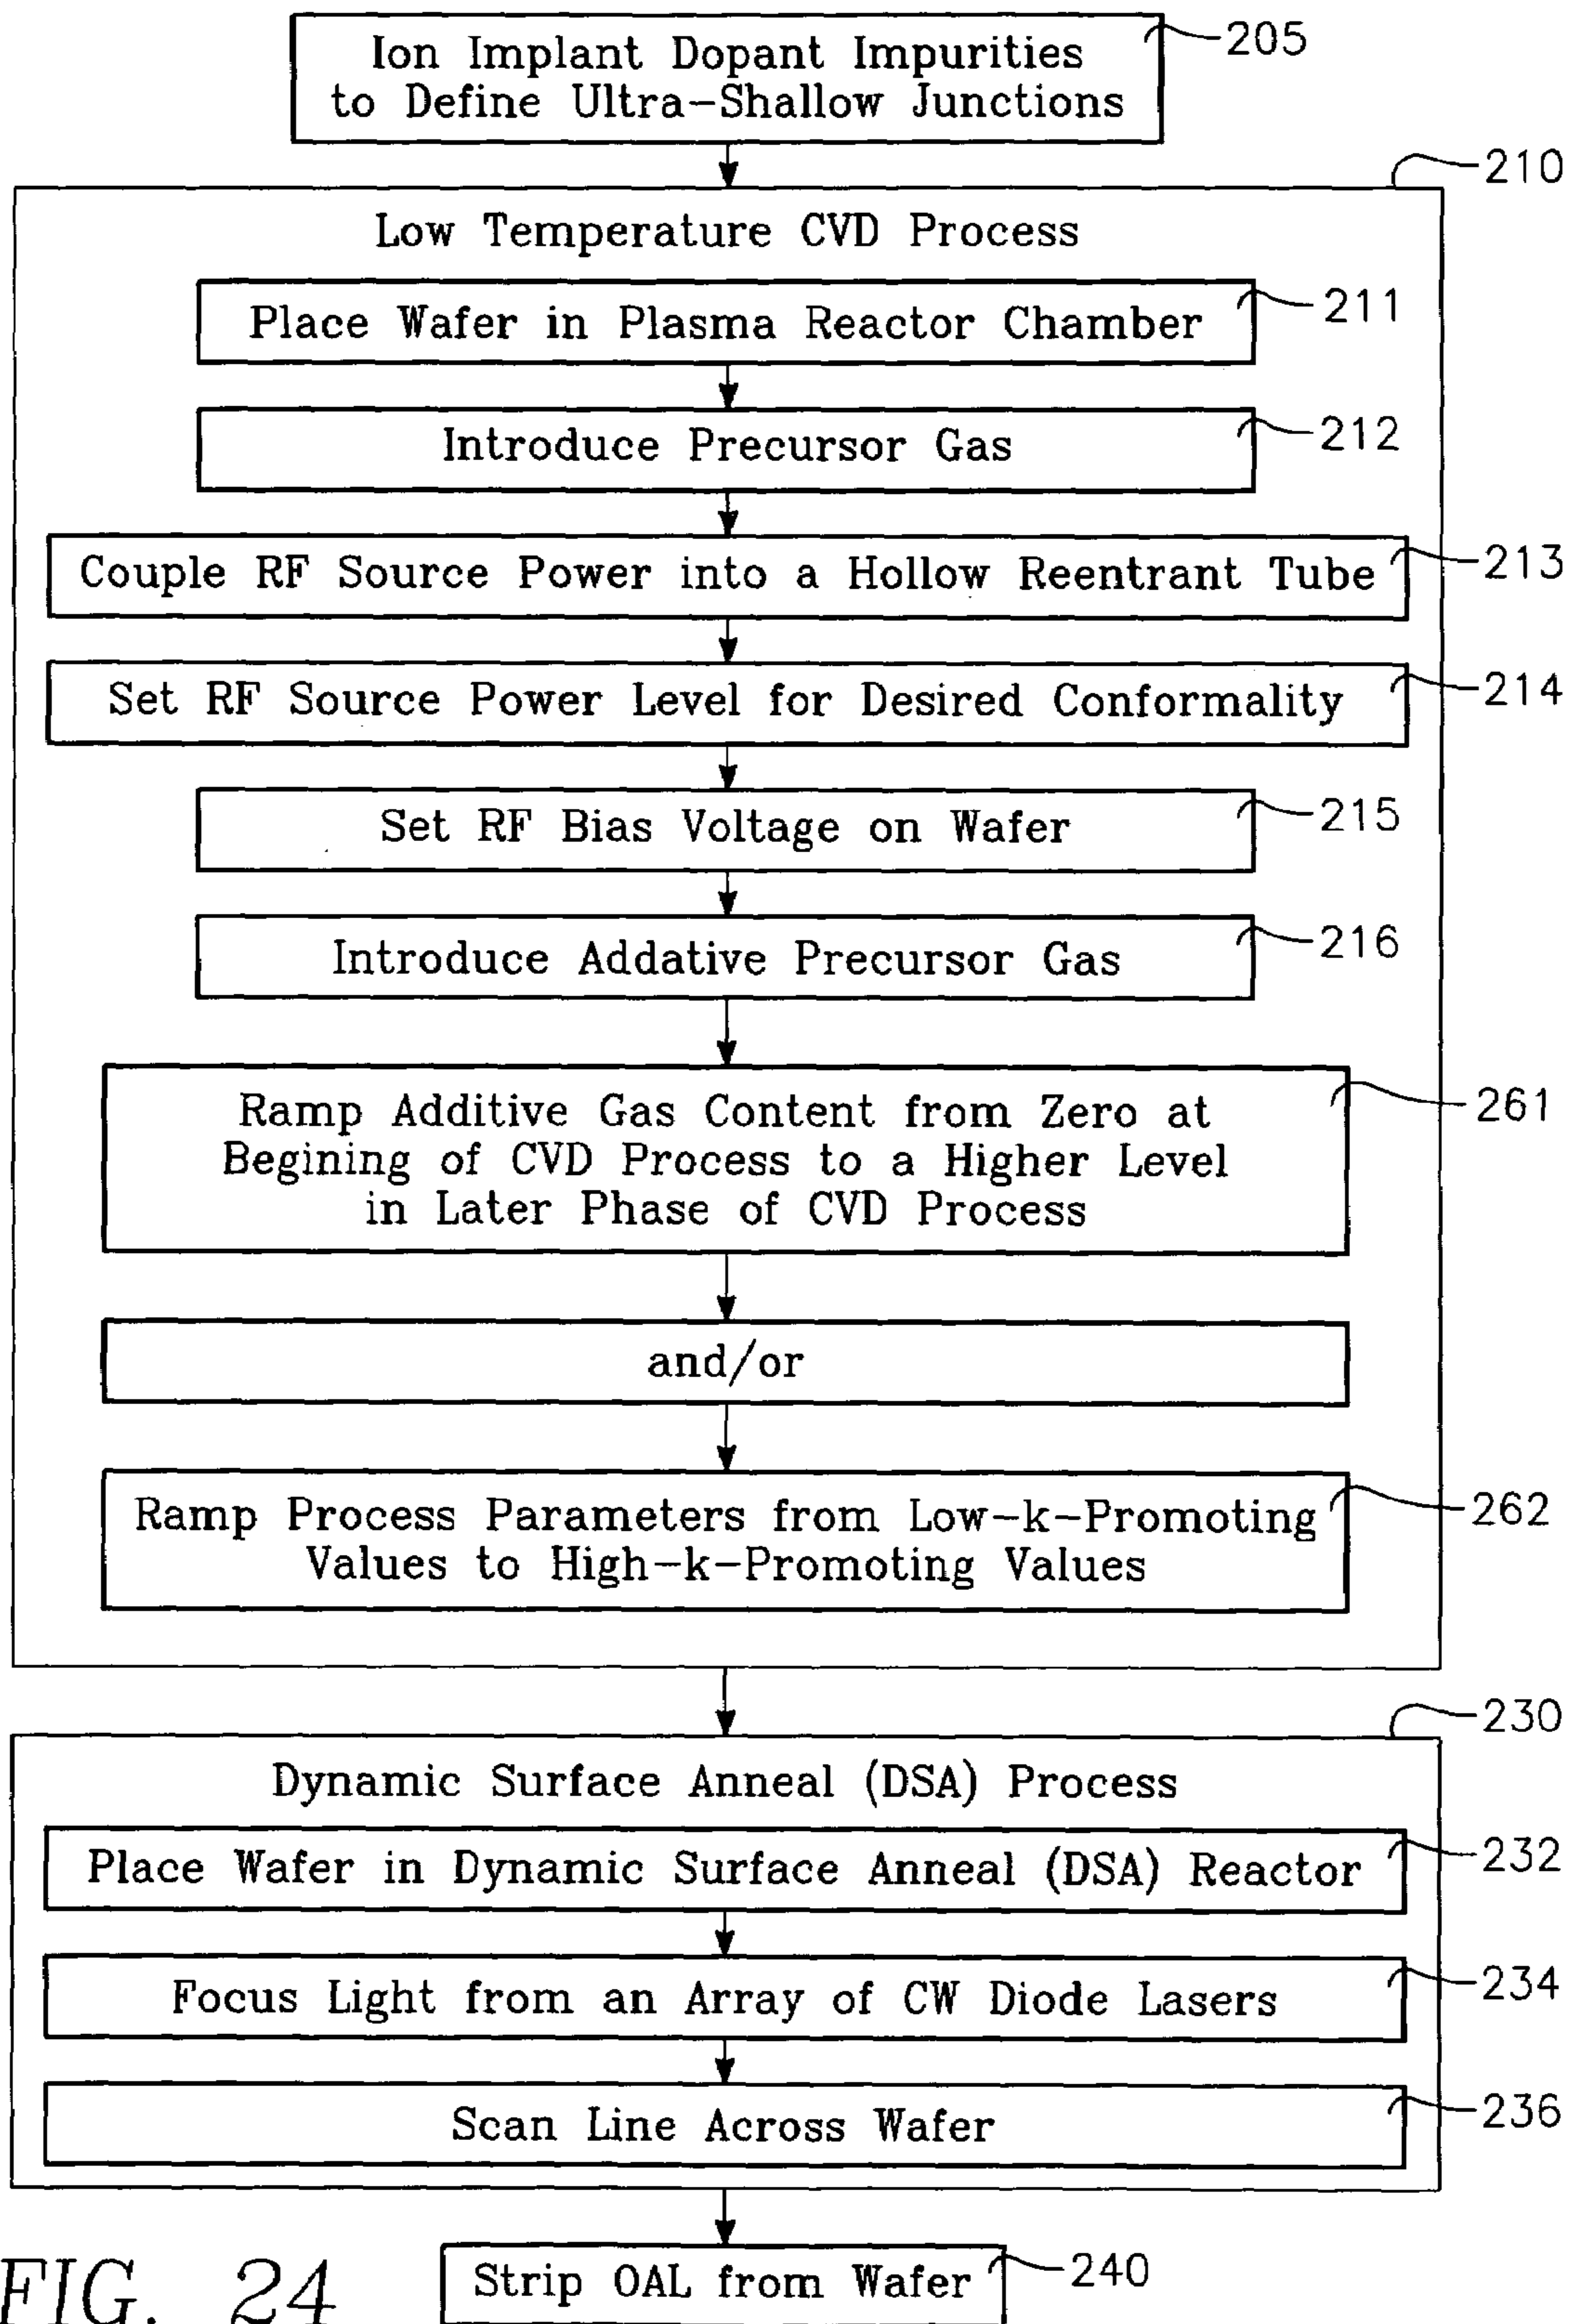 Ion Implant Dopant Impurities
to Define Ultra-Shallow Junctions
205
210
Low Temperature CVD Process
Place Wafer in Plasma Reactor Chamber
211
Introduce Precursor Gas
212
Couple RF Source Power into a Hollow Reentrant Tube
213
Set RF Source Power Level for Desired Conformality
214
Set RF Bias Voltage on Wafer
215
Introduce Addative Precursor Gas
216
Ramp Additive Gas Content from Zero at
Begining of CVD Process to a Higher Level
in Later Phase of CVD Process
261
and/or
Ramp Process Parameters from Low-k-Promoting
Values to High-k-Promoting Values
262
230
Dynamic Surface Anneal (DSA) Process
Place Wafer in Dynamic Surface Anneal (DSA) Reactor
232
Focus Light from an Array of CW Diode Lasers
234
Scan Line Across Wafer
236
Strip OAL from Wafer
240
FIG. 24